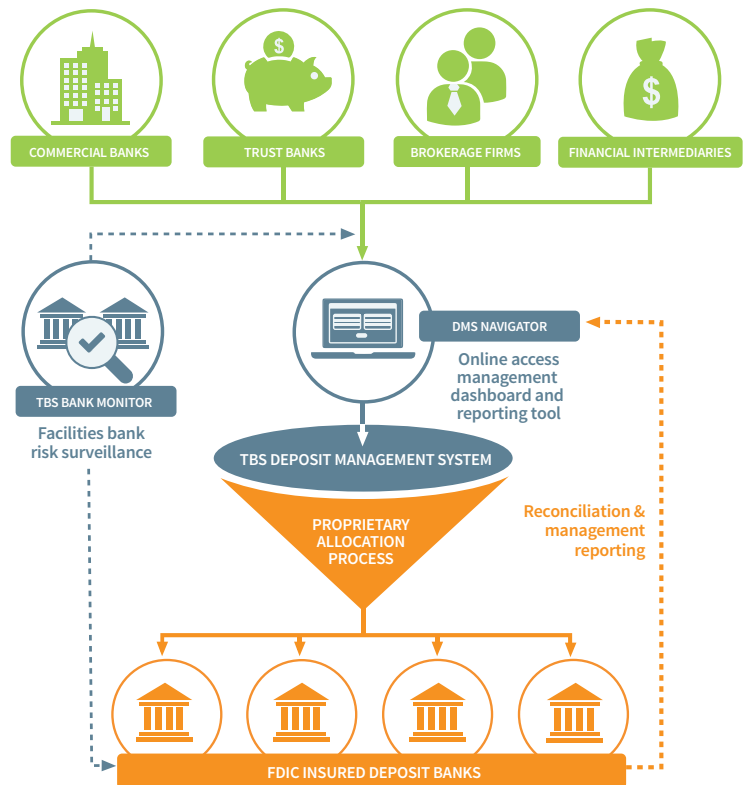 $
$
COMMERCIAL BANKS
TRUST BANKS
BROKERAGE FIRMS
FINANCIAL INTERMEDIARIES
DMS NAVIGATOR
Online access
management
dashboard and
reporting tool
TBS BANK MONITOR
Facilities bank
risk surveillance
TBS DEPOSIT MANAGEMENT SYSTEM
PROPRIETARY
ALLOCATION
PROCESS
Reconciliation &
management
reporting
FDIC INSURED DEPOSIT BANKS